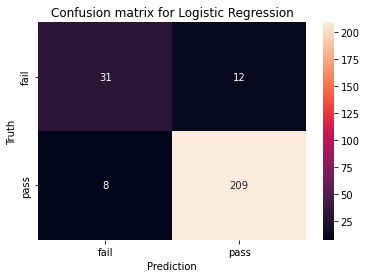 Confusion matrix for Logistic Regression
fail
31
12
Truth
pass
8
209
fail
pass
Prediction
200
175
150
125
100
75
50
25